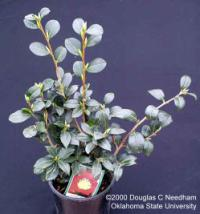 ©2000 Douglas C Needham
Oklahoma State University